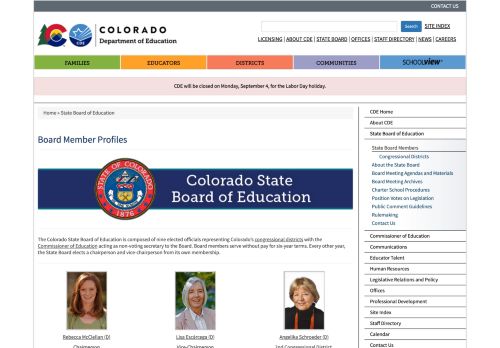 CONTACT US
COLORADO
Department of Education
CDE
Search
SITE INDEX
LICENSING | ABOUT CDE | STATE BOARD | OFFICES | STAFF DIRECTORY | NEWS | CAREERS
FAMILIES
EDUCATORS
DISTRICTS
COMMUNITIES
SCHOOLVIEW
CDE will be closed on Monday, September 4, for the Labor Day holiday.
Home > State Board of Education
Board Member Profiles
STATE OF COLORADO
1876
Colorado State
Board of Education
The Colorado State Board of Education is composed of nine elected officials representing Colorado's congressional districts with the
Commissioner of Education acting as non-voting secretary to the Board. Board members serve without pay for six-year terms. Every other year,
the State Board elects a chairperson and vice-chairperson from its own membership.
Rebecca McClellan (D)
Chairperson
Lisa Escárcega (D)
Vice-Chairperson
Angelika Schroeder (D)
2nd Congressional District
CDE Home
About CDE
State Board of Education
State Board Members
Congressional Districts
About the State Board
Board Meeting Agendas and Materials
Board Meeting Archives
Charter School Procedures
Position Votes on Legislation
Public Comment Guidelines
Rulemaking
Contact Us
Commissioner of Education
Communications
Educator Talent
Human Resources
Legislative Relations and Policy
Offices
Professional Development
Site Index
Staff Directory
Calendar
Contact Us